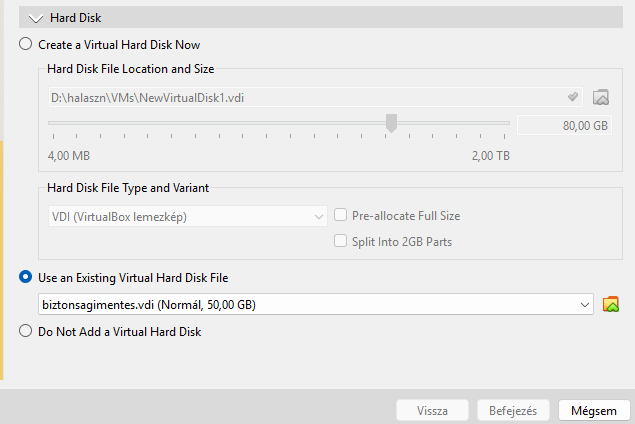 Hard Disk
Create a Virtual Hard Disk Now
Hard Disk File Location and Size
D:\halaszn\VMs\NewVirtualDisk1.vdi
80,00 GB
4,00 MB 2,00 TB
Hard Disk File Type and Variant
VDI (VirtualBox lemezkép) Pre-allocate Full Size
Split Into 2GB Parts
Use an Existing Virtual Hard Disk File
biztonsagimentes.vdi (Normál, 50,00 GB)
Do Not Add a Virtual Hard Disk
Vissza Befejezés Mégsem